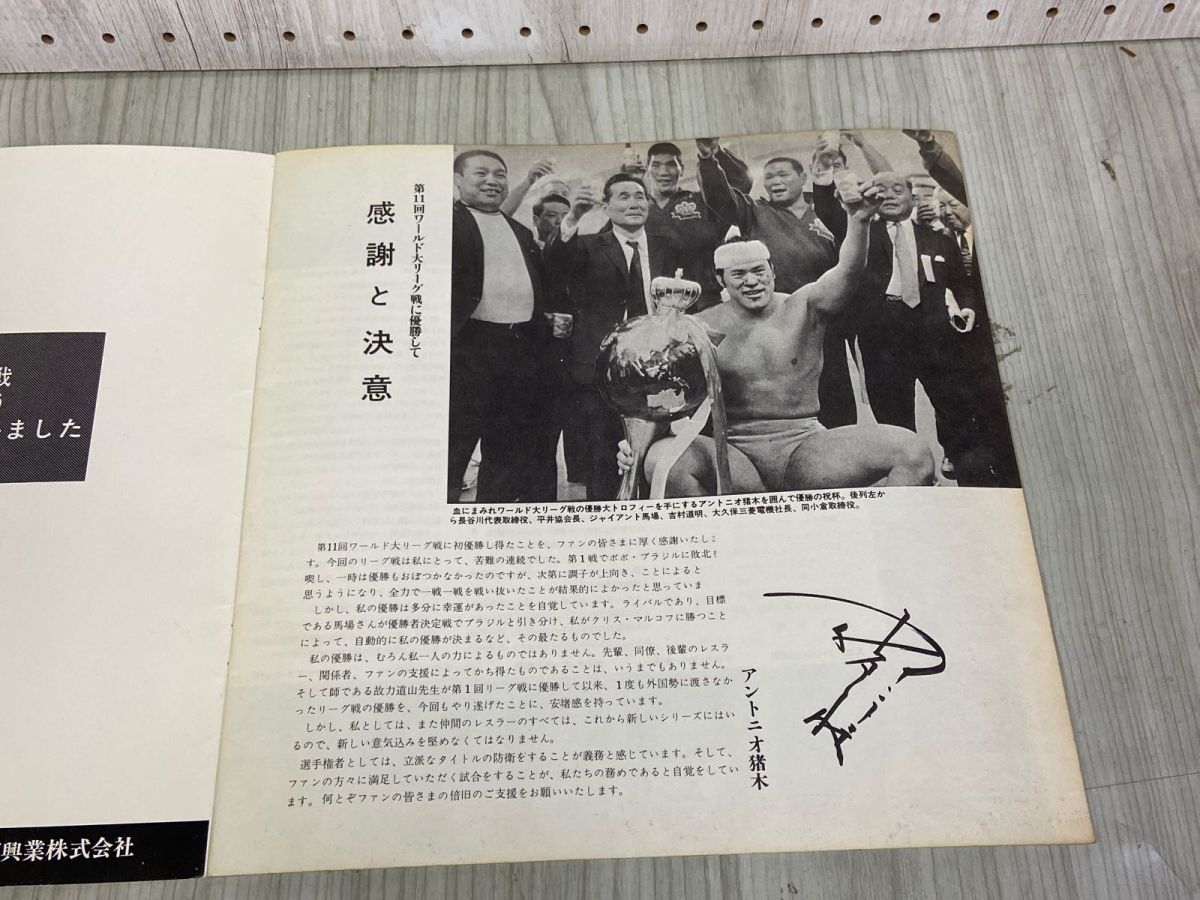 戦
ました
興業株式会社
第11回ワールド大リーグ戦に優勝して
感謝と決意
血にまみれワールド大リーグ戦の優勝大トロフィーを手にするアントニオ猪木を囲んで優勝の祝杯。後列左か
ら長谷川代表取締役、平井協会長、ジャイアント馬場、吉村道明、大久保三菱電機社長、同小倉取締役。
第11回ワールド大リーグ戦に初優勝し得たことを、ファンの皆さまに厚く感謝いたしま
す。今回のリーグ戦は私にとって、苦難の連続でした。第1戦でボボ・ブラジルに敗北を
喫し、一時は優勝もおぼつかなかったのですが、次第に調子が上向き、ことによると
思うようになり、全力で一戦一戦を戦い抜いたことが結果的によかったと思っていま
しかし、私の優勝は多分に幸運があったことを自覚しています。ライバルであり、目標
である馬場さんが優勝者決定戦でブラジルと引き分け、私がクリス・マルコフに勝つこと
によって、自動的に私の優勝が決まるなど、その最たるものでした。
私の優勝は、むろん私一人の力によるものではありません。先輩、同僚、後輩のレスラ
ー、関係者、ファンの支援によってかち得たものであることは、いうまでもありません。
そして師である故力道山先生が第1回リーグ戦に優勝して以来、1度も外国勢に渡さなか
ったリーグ戦の優勝を、今回もやり遂げたことに、安堵感を持っています。
しかし、私としては、また仲間のレスラーのすべては、これから新しいシリーズにはい
るので、新しい意気込みを堅めなくてはなりません。
選手権者としては、立派なタイトルの防衛をすることが義務と感じています。そして、
ファンの方々に満足していただく試合をすることが、私たちの務めであると自覚をしてい
ます。何とぞファンの皆さまの倍旧のご支援をお願いいたします。
アントニオ猪木